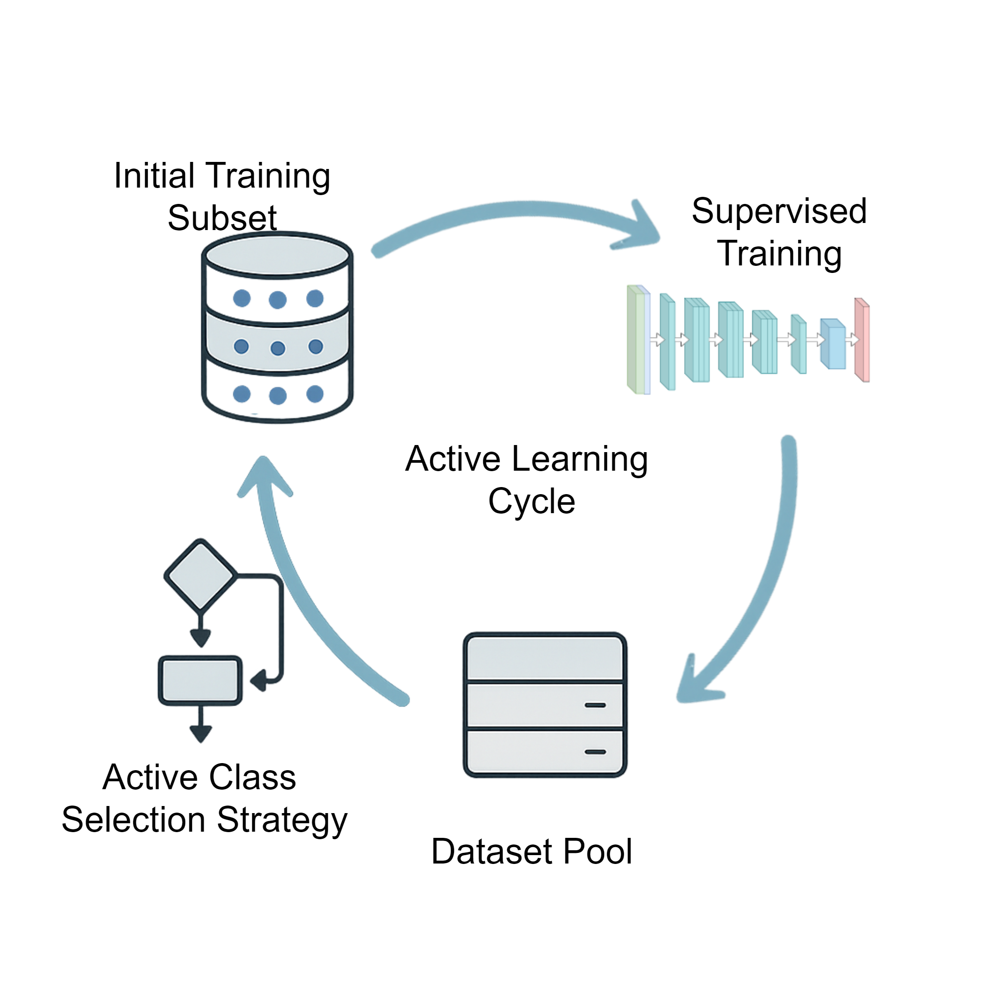 Initial Training
Subset
Supervised
Training
Active Learning
Cycle
Active Class
Selection Strategy
Dataset Pool